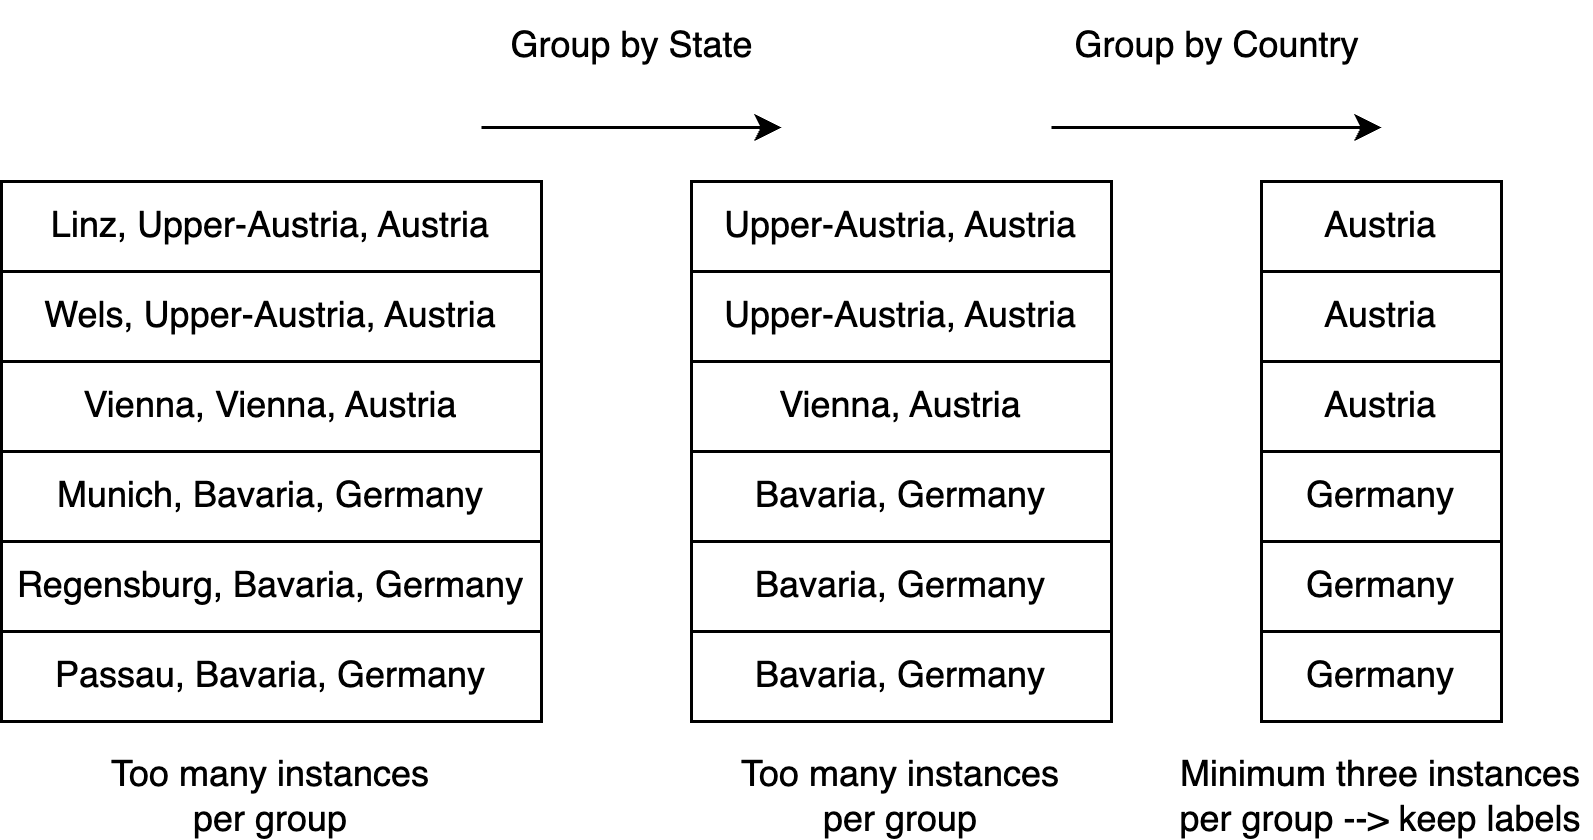 Group by State
Group by Country
Linz, Upper-Austria, Austria
Upper-Austria, Austria
Austria
Wels, Upper-Austria, Austria
Upper-Austria, Austria
Austria
Vienna, Vienna, Austria
Vienna, Austria
Austria
Munich, Bavaria, Germany
Bavaria, Germany
Germany
Regensburg, Bavaria, Germany
Bavaria, Germany
Germany
Passau, Bavaria, Germany
Bavaria, Germany
Germany
Too many instances
per group
Too many instances
per group
Minimum three instances
per group --> keep labels